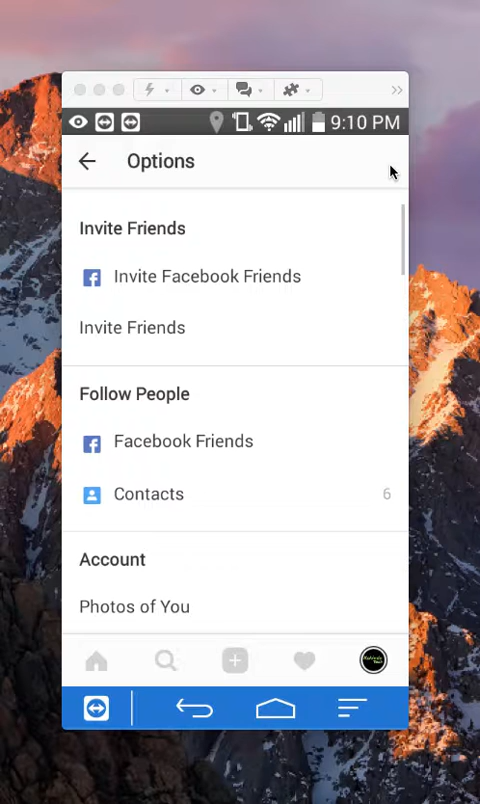 9:10 PM
Options
Invite Friends
Invite Facebook Friends
Invite Friends
Follow People
Facebook Friends
Contacts 6
Account
Photos of You